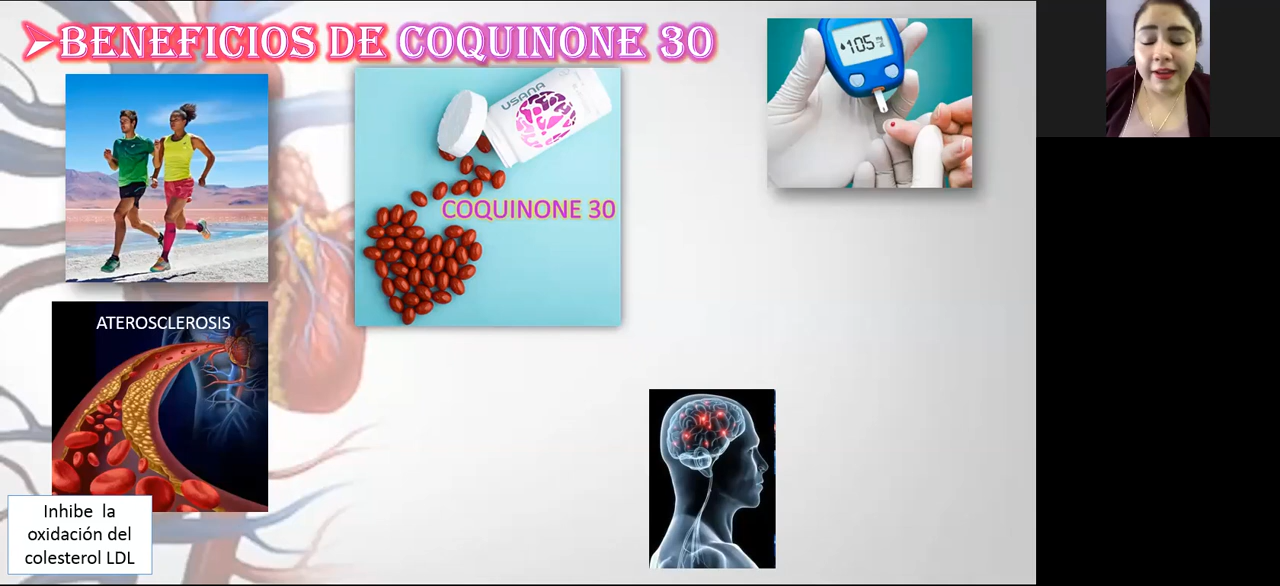 BENEFICIOS DE COQUINONE 30
USANA
105
COQUINONE 30
ATEROSCLEROSIS
Inhibe la
oxidación del
colesterol LDL